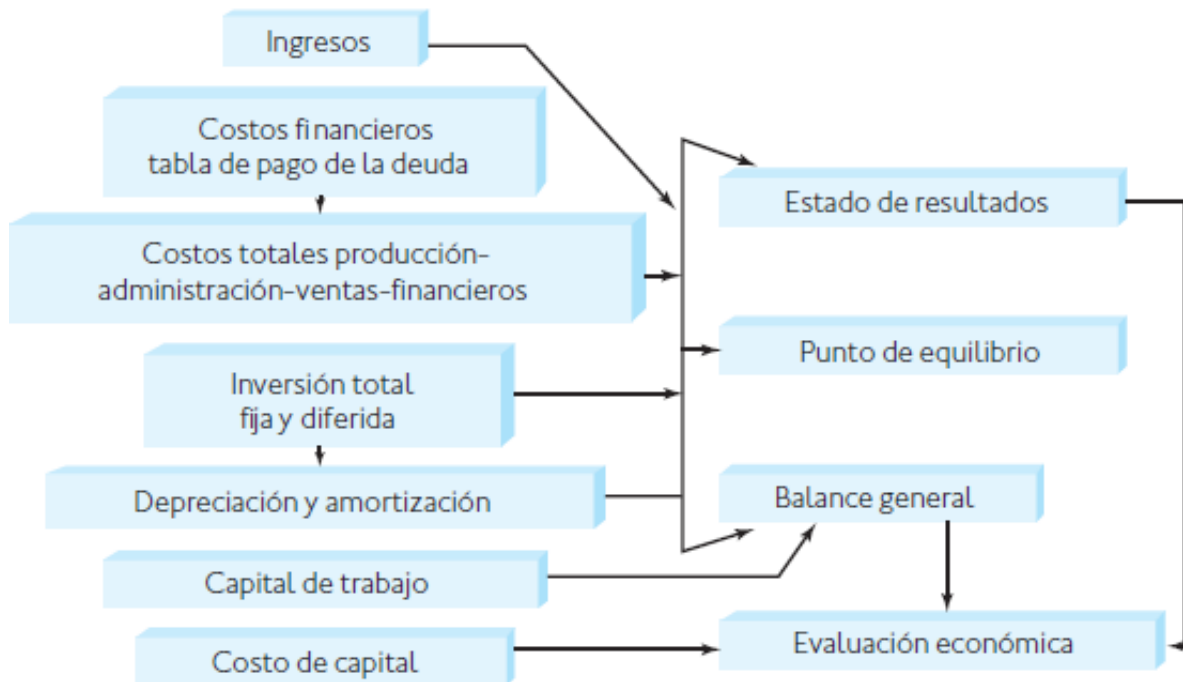 Ingresos
Costos financieros
tabla de pago de la deuda
Costos totales producción-
administración-ventas-financieros
Inversión total
fija y diferida
Depreciación y amortización
Capital de trabajo
Costo de capital
Estado de resultados
Punto de equilibrio
Balance general
Evaluación económica